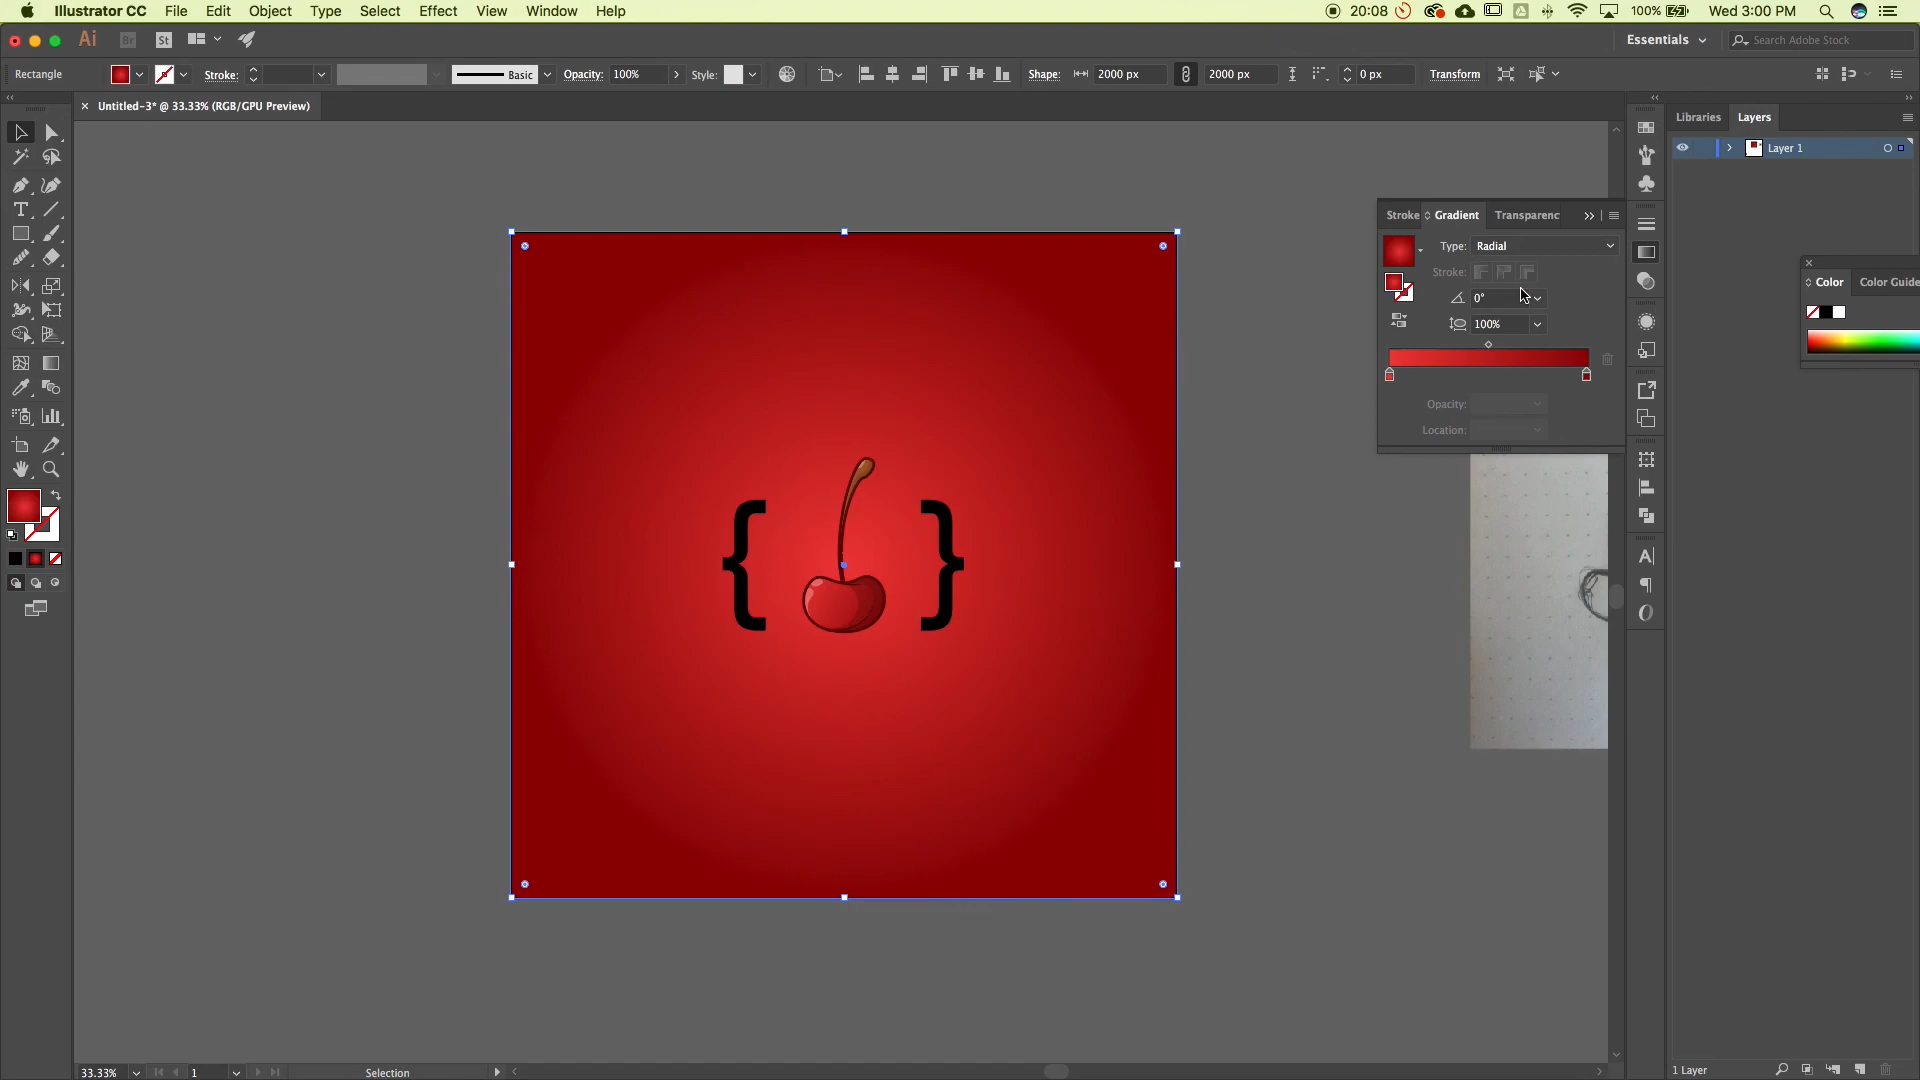 Illustrator CC File Edit Object Type Select Effect View Window Help
20:08 100% Wed 3:00 PM
Ai Br St Essentials Search Adobe Stock
Rectangle Stroke: Basic Opacity: 100% Style: Shape: 2000 px 2000 px 0 px Transform
× Untitled-3* @ 33.33% (RGB/GPU Preview)
Libraries Layers
Layer 1
Stroke Gradient Transparenc
Type: Radial
Stroke:
0°
100%
Opacity:
Location:
Color Color Guide
{ }
33.33% 1 Selection
1 Layer